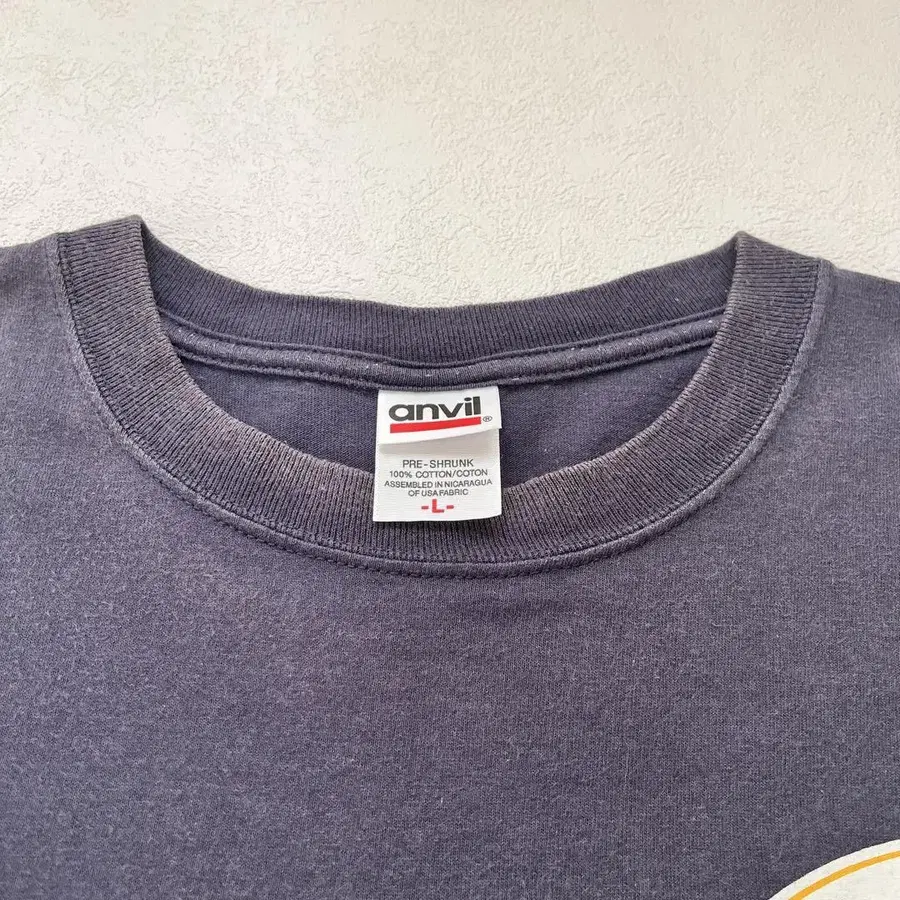 anvil®
PRE-SHRUNK
100% COTTON/COTON
ASSEMBLED IN NICARAGUA
OF USA FABRIC
-L-